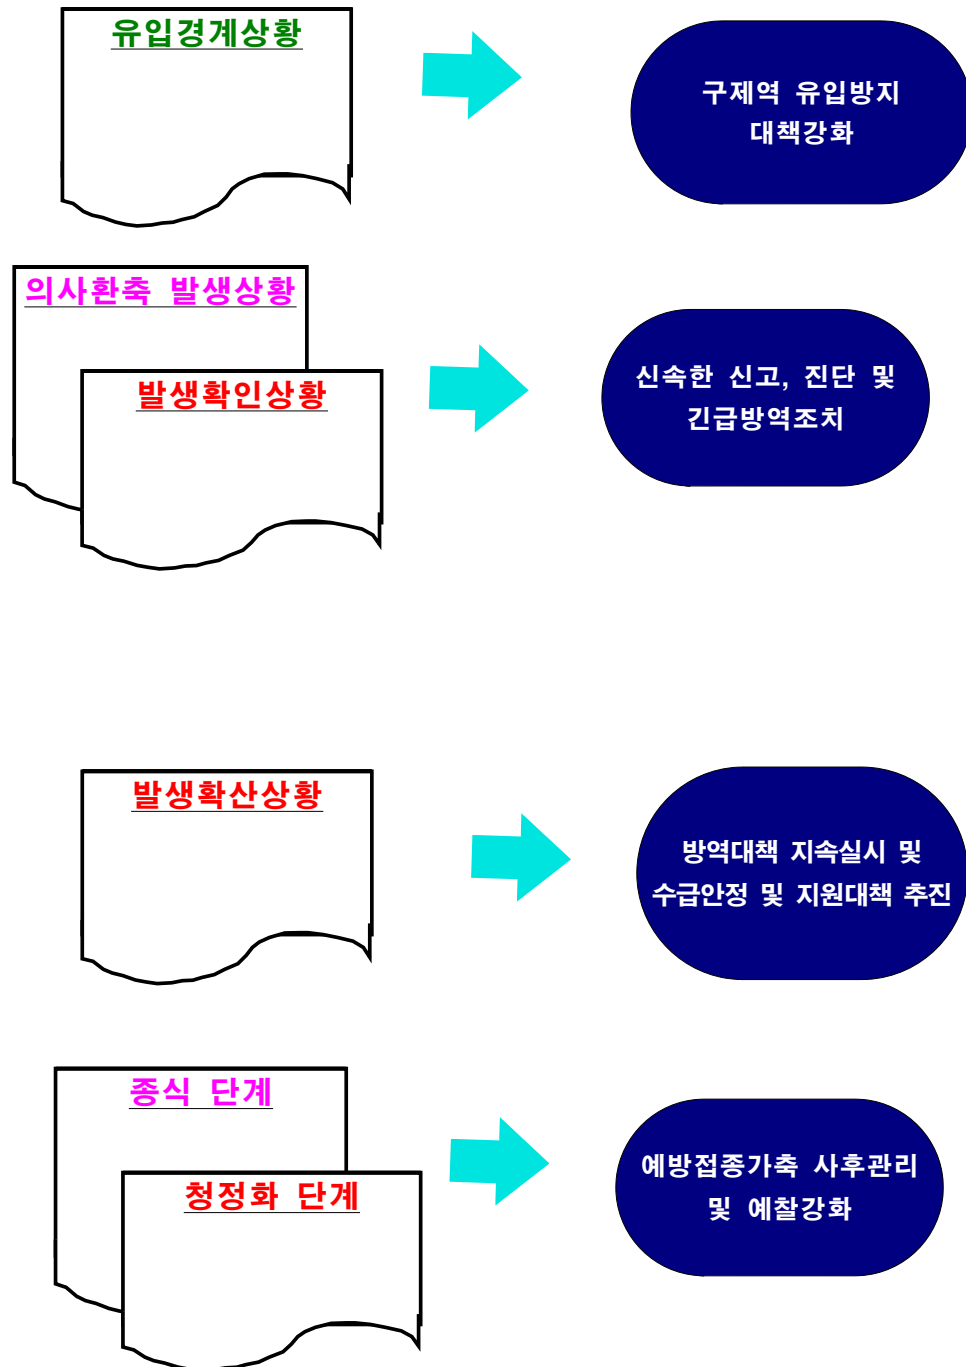 유입경계상황
구제역 유입방지
대책강화
의사환축 발생상황
발생확인상황
신속한 신고, 진단 및
긴급방역조치
발생확산상황
방역대책 지속실시 및
수급안정 및 지원대책 추진
종식 단계
청정화 단계
예방접종가축 사후관리
및 예찰강화